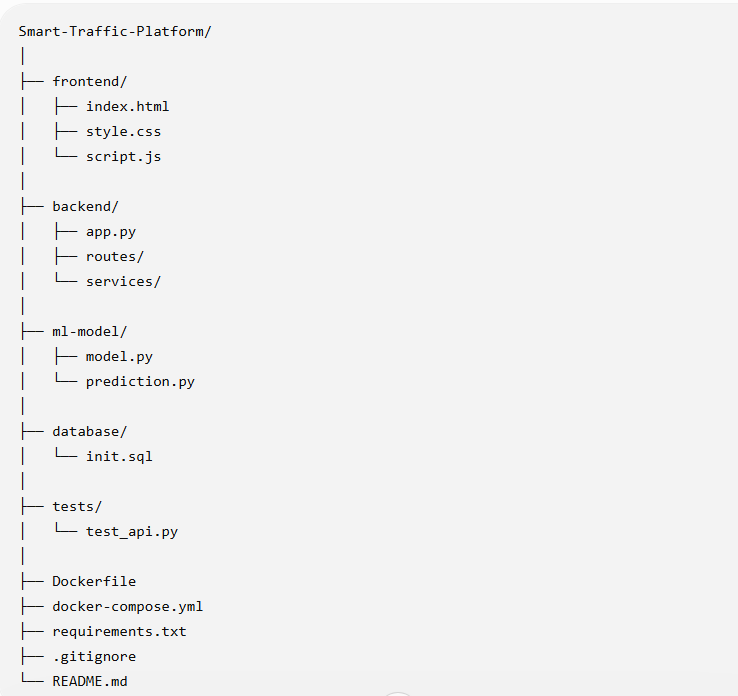 Smart-Traffic-Platform/
│
├── frontend/
│   ├── index.html
│   ├── style.css
│   └── script.js
│
├── backend/
│   ├── app.py
│   ├── routes/
│   └── services/
│
├── ml-model/
│   ├── model.py
│   └── prediction.py
│
├── database/
│   └── init.sql
│
├── tests/
│   └── test_api.py
│
├── Dockerfile
├── docker-compose.yml
├── requirements.txt
├── .gitignore
└── README.md